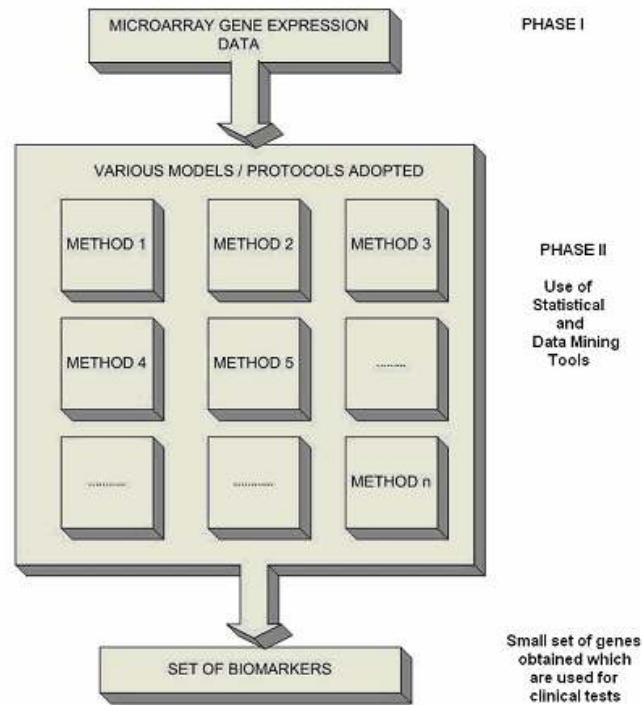 MICROARRAY GENE EXPRESSION
DATA
PHASE I
VARIOUS MODELS / PROTOCOLS ADOPTED
METHOD 1
METHOD 2
METHOD 3
PHASE II
Use of
Statistical
and
Data Mining
Tools
METHOD 4
METHOD 5
.........
............
............
METHOD n
SET OF BIOMARKERS
Small set of genes
obtained which
are used for
clinical tests